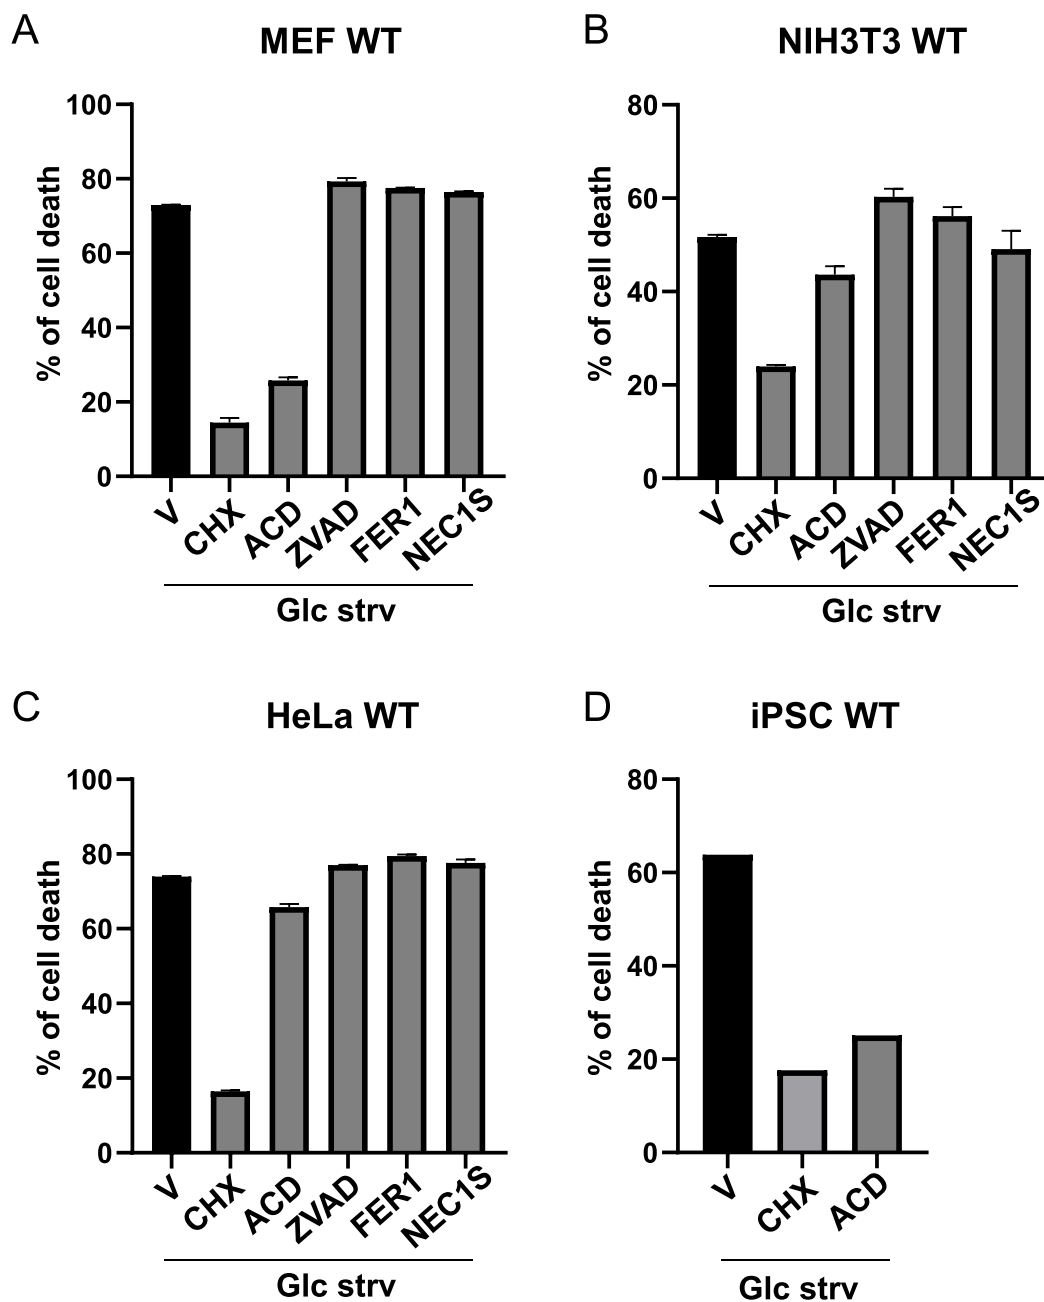 A
MEF WT
% of cell death
100
80
60
40
20
0
V
CHX
ACD
ZVAD
FER1
NEC1S
Glc strv
B
NIH3T3 WT
% of cell death
80
60
40
20
0
V
CHX
ACD
ZVAD
FER1
NEC1S
Glc strv
C
HeLa WT
% of cell death
100
80
60
40
20
0
V
CHX
ACD
ZVAD
FER1
NEC1S
Glc strv
D
iPSC WT
% of cell death
80
60
40
20
0
V
CHX
ACD
Glc strv